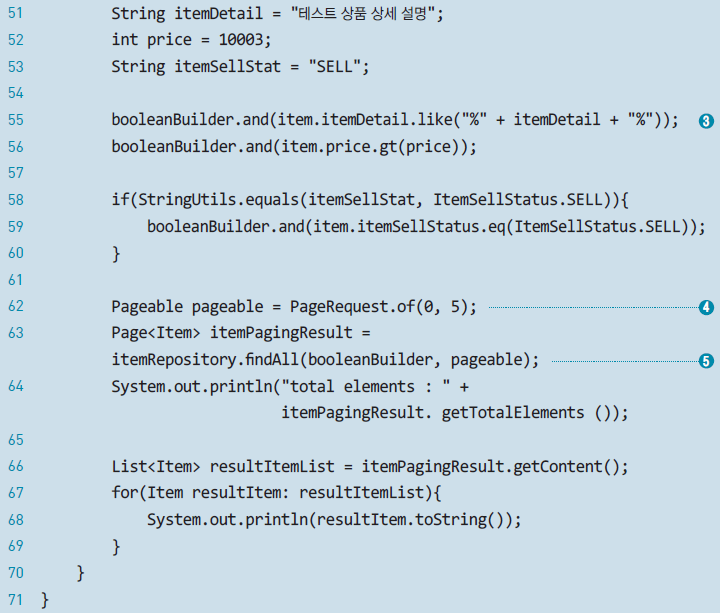 51 String itemDetail = "테스트 상품 상세 설명";
52 int price = 10003;
53 String itemSellStat = "SELL";
54
55 booleanBuilder.and(item.itemDetail.like("%" + itemDetail + "%")); ❸
56 booleanBuilder.and(item.price.gt(price));
57
58 if(StringUtils.equals(itemSellStat, ItemSellStatus.SELL)){
59 booleanBuilder.and(item.itemSellStatus.eq(ItemSellStatus.SELL));
60 }
61
62 Pageable pageable = PageRequest.of(0, 5); ❹
63 Page<Item> itemPagingResult =
itemRepository.findAll(booleanBuilder, pageable); ❺
64 System.out.println("total elements : " +
itemPagingResult. getTotalElements ());
65
66 List<Item> resultItemList = itemPagingResult.getContent();
67 for(Item resultItem: resultItemList){
68 System.out.println(resultItem.toString());
69 }
70 }
71 }